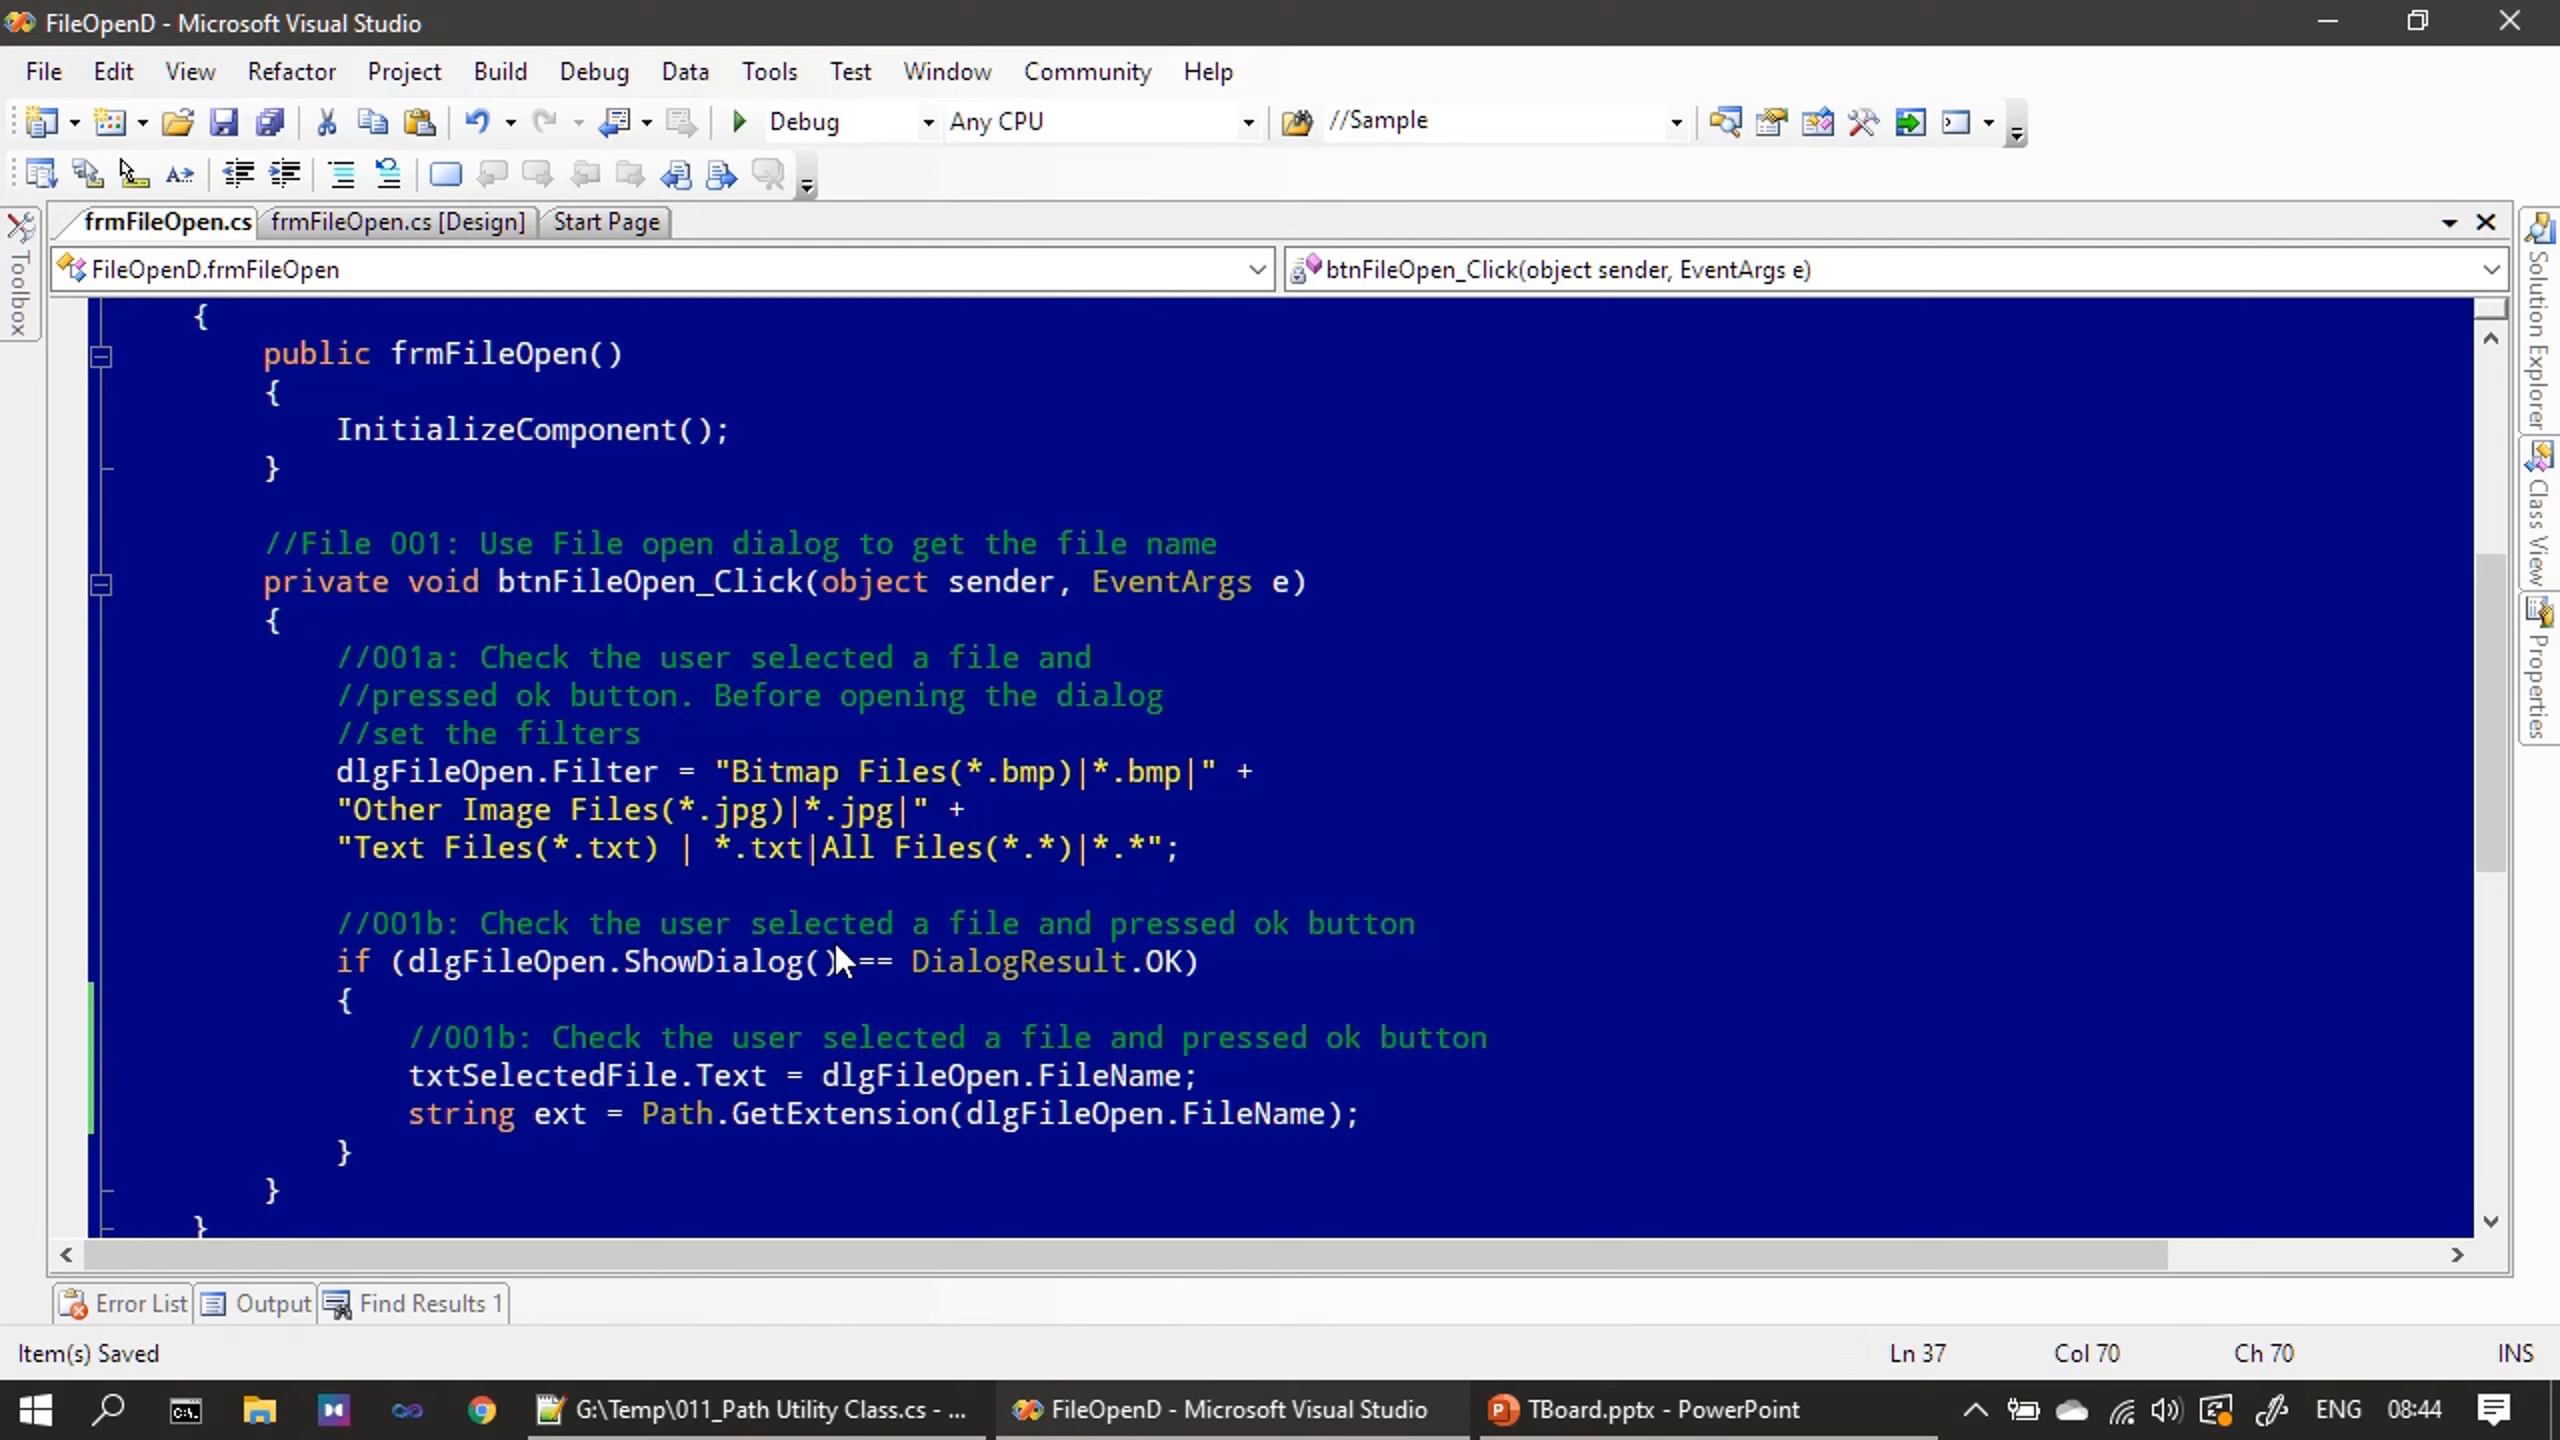 FileOpenD - Microsoft Visual Studio
File Edit View Refactor Project Build Debug Data Tools Test Window Community Help
Debug Any CPU //Sample
frmFileOpen.cs frmFileOpen.cs [Design] Start Page
FileOpenD.frmFileOpen btnFileOpen_Click(object sender, EventArgs e)
Toolbox
Solution Explorer
Class View
Properties
{
public frmFileOpen()
{
InitializeComponent();
}
//File 001: Use File open dialog to get the file name
private void btnFileOpen_Click(object sender, EventArgs e)
{
//001a: Check the user selected a file and
//pressed ok button. Before opening the dialog
//set the filters
dlgFileOpen.Filter = "Bitmap Files(*.bmp)|*.bmp|" +
"Other Image Files(*.jpg)|*.jpg|" +
"Text Files(*.txt) | *.txt|All Files(*.*)|*.*";
//001b: Check the user selected a file and pressed ok button
if (dlgFileOpen.ShowDialog() == DialogResult.OK)
{
//001b: Check the user selected a file and pressed ok button
txtSelectedFile.Text = dlgFileOpen.FileName;
string ext = Path.GetExtension(dlgFileOpen.FileName);
}
}
}
Error List Output Find Results 1
Item(s) Saved Ln 37 Col 70 Ch 70 INS
G:\Temp\011_Path Utility Class.cs - ... FileOpenD - Microsoft Visual Studio TBoard.pptx - PowerPoint ENG 08:44